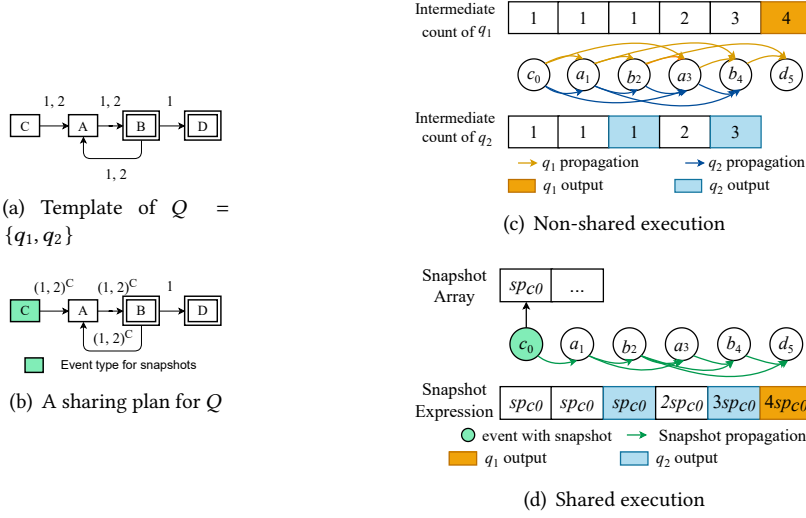 1, 2
1, 2
1
C
A
B
D
1, 2
(a) Template of Q =
{q1, q2}
(1, 2)^C
(1, 2)^C
1
C
A
B
D
(1, 2)^C
Event type for snapshots
(b) A sharing plan for Q
Intermediate
count of q1
1
1
1
2
3
4
c0
a1
b2
a3
b4
d5
Intermediate
count of q2
1
1
1
2
3
q1 propagation
q2 propagation
q1 output
q2 output
(c) Non-shared execution
Snapshot
Array
spc0
...
c0
a1
b2
a3
b4
d5
Snapshot
Expression
spc0
spc0
spc0
2spc0
3spc0
4spc0
event with snapshot
Snapshot propagation
q1 output
q2 output
(d) Shared execution